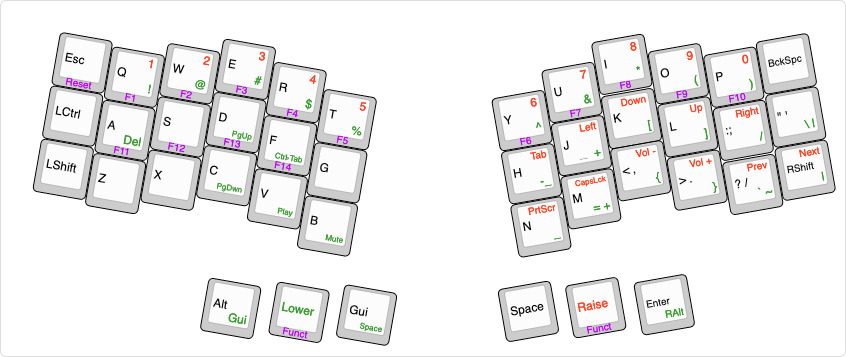 Esc
Reset
Q 1
!
F1
W 2
@
F2
E 3
#
F3
R 4
$
F4
T 5
%
F5
LCtrl
A
Del
F11
S
F12
D
PgUp
F13
F
Ctrl-Tab
F14
G
LShift
Z
X
C
PgDwn
V
Play
B
Mute
Alt
Gui
Lower
Funct
Gui
Space
Y 6
^
F6
U 7
&
F7
I 8
*
F8
O 9
(
F9
P 0
)
F10
BckSpc
H Tab
- _
J Left
_ +
K Down
[
L Up
]
: ; Right
/
" '
\ |
N PrtScr
_
M CapsLck
= +
< , Vol -
{
> . Vol +
}
? / Prev
` ~
RShift Next
|
Space
Raise
Funct
Enter
RAlt